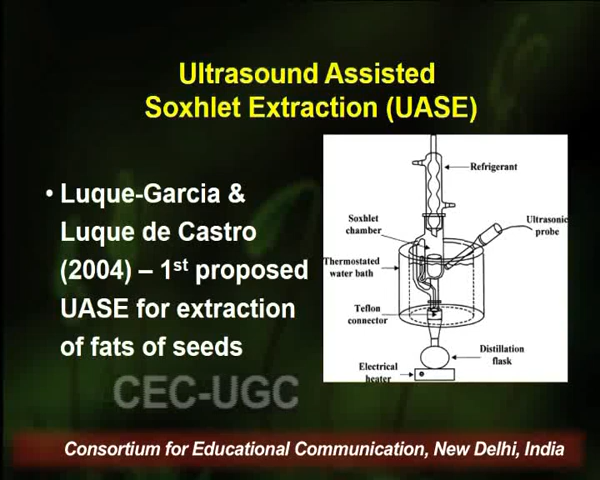 Ultrasound Assisted
Soxhlet Extraction (UASE)
• Luque-Garcia &
Luque de Castro
(2004) – 1st proposed
UASE for extraction
of fats of seeds
Refrigerant
Soxhlet
chamber
Ultrasonic
probe
Thermostated
water bath
Teflon
connector
Distillation
flask
Electrical
heater
CEC-UGC
Consortium for Educational Communication, New Delhi, India